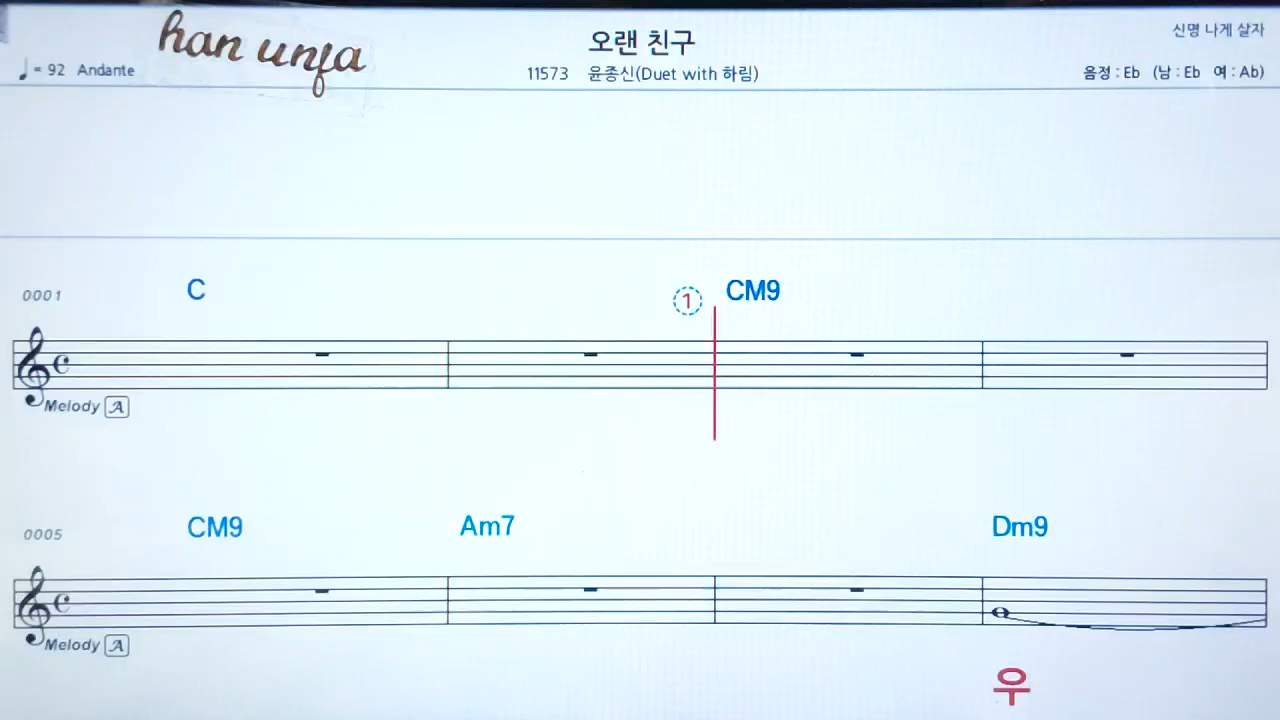 han unja
오랜 친구
신명 나게 살자
♩= 92 Andante
11573 윤종신(Duet with 하림)
음정 : Eb (남 : Eb 여 : Ab)
0001
C
① CM9
Melody A
0005
CM9
Am7
Dm9
Melody A
우